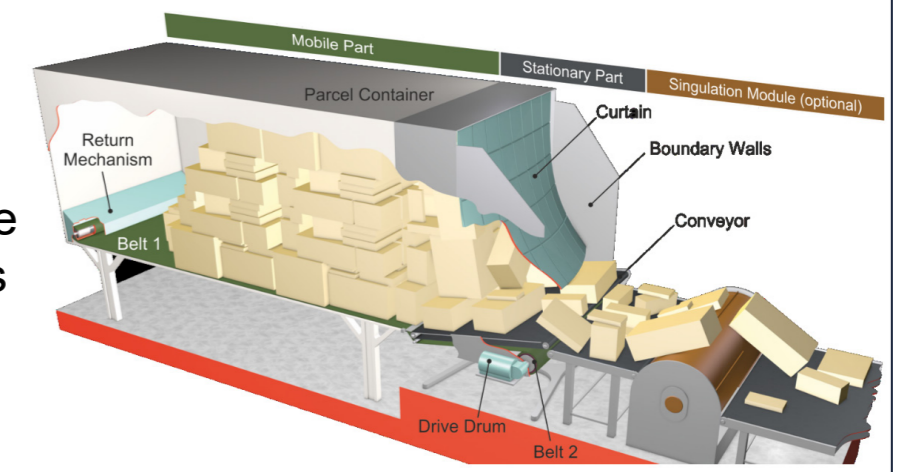 Mobile Part
Stationary Part
Singulation Module (optional)
Parcel Container
Curtain
Return
Mechanism
Boundary Walls
e
Conveyor
Belt 1
s
Drive Drum
Belt 2